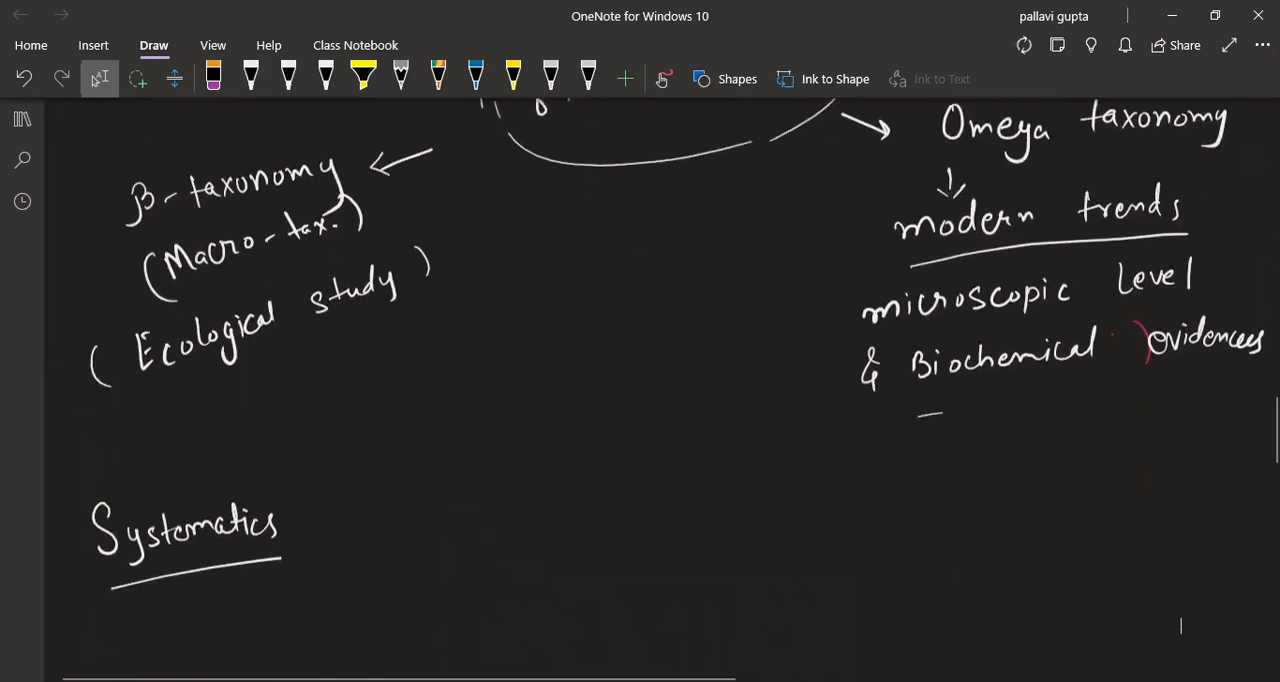 OneNote for Windows 10
pallavi gupta
Home Insert Draw View Help Class Notebook
Share
Shapes Ink to Shape Ink to Text
Omega taxonomy
β-taxonomy
(Macro-tax.)
(Ecological study)
modern trends
microscopic Level
& Biochemical ) evidences
Systematics